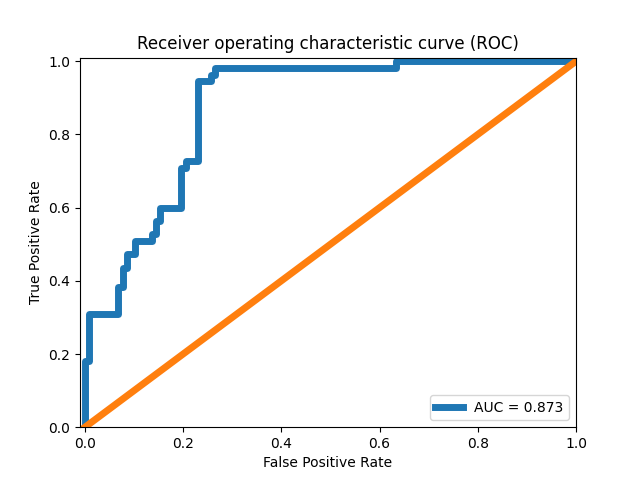 Receiver operating characteristic curve (ROC)
True Positive Rate
1.0
0.8
0.6
0.4
0.2
0.0
AUC = 0.873
0.0 0.2 0.4 0.6 0.8 1.0
False Positive Rate